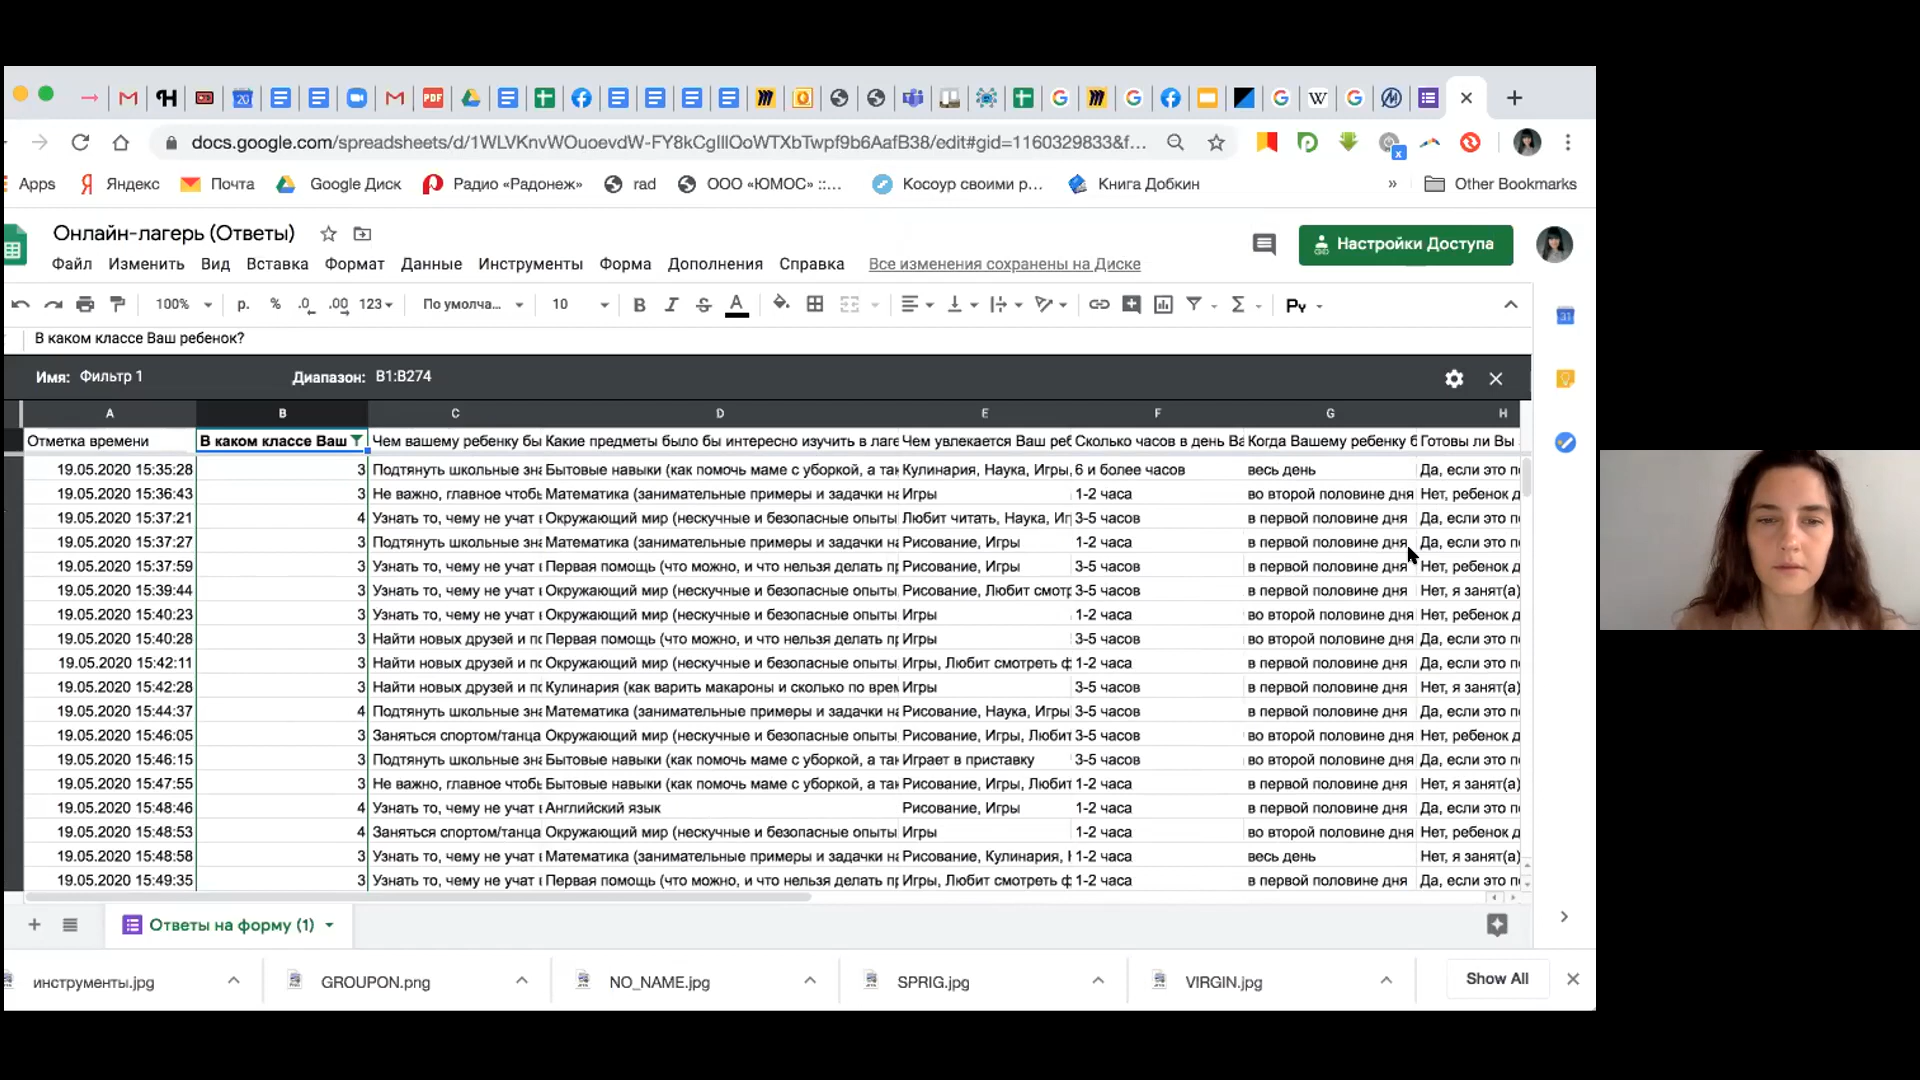 docs.google.com/spreadsheets/d/1WLVKnvWOuoevdW-FY8kCgIllOoWTXbTwpf9b6AafB38/edit#gid=1160329833&f...
Apps Яндекс Почта Google Диск Радио «Радонеж» rad ООО «ЮМОС» ::... Косоур своими р... Книга Добкин » Other Bookmarks
Онлайн-лагерь (Ответы)
Настройки Доступа
Файл Изменить Вид Вставка Формат Данные Инструменты Форма Дополнения Справка Все изменения сохранены на Диске
100% р. % .0 .00 123 По умолча... 10 B I S A Σ Ру
В каком классе Ваш ребенок?
Имя: Фильтр 1 Диапазон: B1:B274
A B C D E F G H
Отметка времени В каком классе Ваш Чем вашему ребенку бы Какие предметы было бы интересно изучить в лаге Чем увлекается Ваш реб Сколько часов в день Ва Когда Вашему ребенку б Готовы ли Вы
19.05.2020 15:35:28 3 Подтянуть школьные зна Бытовые навыки (как помочь маме с уборкой, а так Кулинария, Наука, Игры, 6 и более часов весь день Да, если это п
19.05.2020 15:36:43 3 Не важно, главное чтобь Математика (занимательные примеры и задачки на Игры 1-2 часа во второй половине дня Нет, ребенок д
19.05.2020 15:37:21 4 Узнать то, чему не учат Окружающий мир (нескучные и безопасные опыты Любит читать, Наука, Иг 3-5 часов в первой половине дня Да, если это п
19.05.2020 15:37:27 3 Подтянуть школьные зна Математика (занимательные примеры и задачки на Рисование, Игры 1-2 часа в первой половине дня Да, если это п
19.05.2020 15:37:59 3 Узнать то, чему не учат Первая помощь (что можно, и что нельзя делать пр Рисование, Игры 3-5 часов в первой половине дня Нет, ребенок д
19.05.2020 15:39:44 3 Узнать то, чему не учат Окружающий мир (нескучные и безопасные опыты Рисование, Любит смотр 3-5 часов в первой половине дня Нет, я занят(а)
19.05.2020 15:40:23 3 Узнать то, чему не учат Окружающий мир (нескучные и безопасные опыты Игры 1-2 часа во второй половине дня Нет, ребенок д
19.05.2020 15:40:28 3 Найти новых друзей и по Первая помощь (что можно, и что нельзя делать пр Игры 3-5 часов во второй половине дня Да, если это п
19.05.2020 15:42:11 3 Найти новых друзей и по Окружающий мир (нескучные и безопасные опыты Игры, Любит смотреть ф 1-2 часа в первой половине дня Да, если это п
19.05.2020 15:42:28 3 Найти новых друзей и по Кулинария (как варить макароны и сколько по врем Игры 3-5 часов в первой половине дня Нет, я занят(а)
19.05.2020 15:44:37 4 Подтянуть школьные зна Математика (занимательные примеры и задачки на Рисование, Наука, Игры 3-5 часов в первой половине дня Да, если это п
19.05.2020 15:46:05 3 Заняться спортом/танца Окружающий мир (нескучные и безопасные опыты Рисование, Игры, Любит 3-5 часов во второй половине дня Нет, ребенок д
19.05.2020 15:46:15 3 Подтянуть школьные зна Бытовые навыки (как помочь маме с уборкой, а так Играет в приставку 3-5 часов во второй половине дня Да, если это п
19.05.2020 15:47:55 3 Не важно, главное чтобь Бытовые навыки (как помочь маме с уборкой, а так Рисование, Игры, Любит 1-2 часа в первой половине дня Нет, я занят(а)
19.05.2020 15:48:46 4 Узнать то, чему не учат Английский язык Рисование, Игры 1-2 часа в первой половине дня Да, если это п
19.05.2020 15:48:53 4 Заняться спортом/танца Окружающий мир (нескучные и безопасные опыты Игры 1-2 часа во второй половине дня Нет, ребенок д
19.05.2020 15:48:58 3 Узнать то, чему не учат Математика (занимательные примеры и задачки на Рисование, Кулинария, 1-2 часа весь день Нет, я занят(а)
19.05.2020 15:49:35 3 Узнать то, чему не учат Первая помощь (что можно, и что нельзя делать пр Игры, Любит смотреть ф 1-2 часа в первой половине дня Да, если это п
Ответы на форму (1)
инструменты.jpg GROUPON.png NO_NAME.jpg SPRIG.jpg VIRGIN.jpg Show All